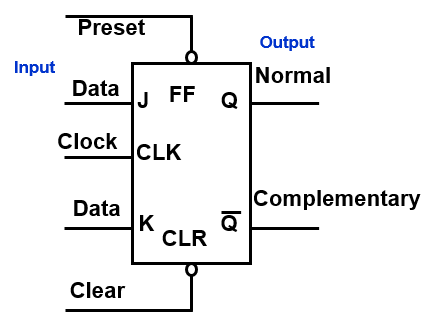 Preset
Output
Input
Normal
Data
J FF Q
Clock
CLK
Complementary
Data
K Q̅
CLR
Clear